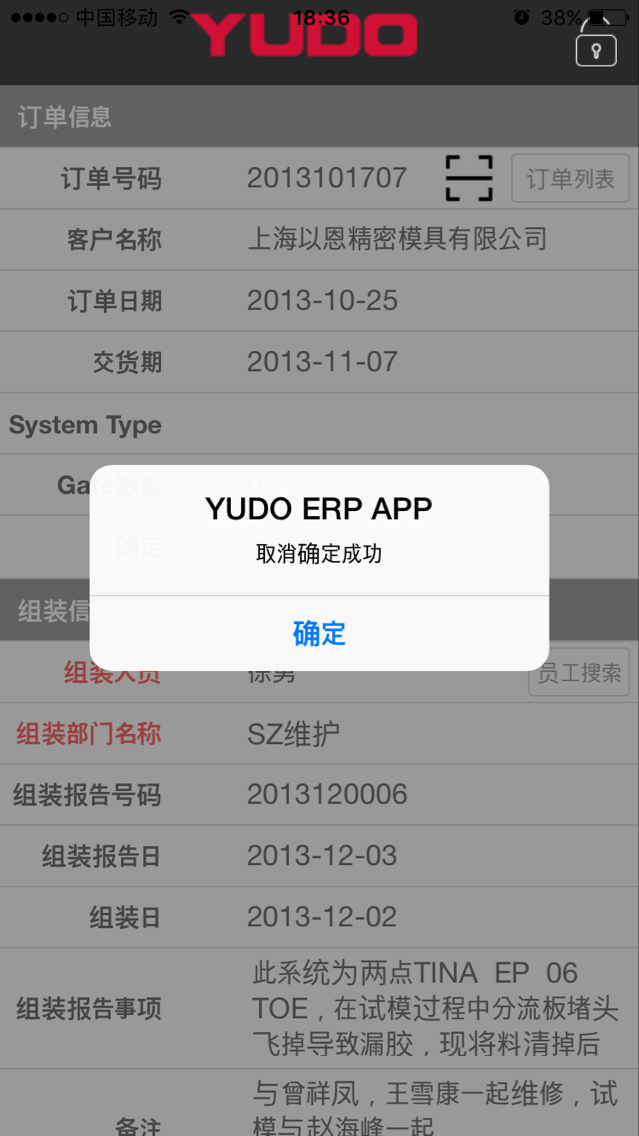 中国移动 18:36 38%
YUDO
订单信息
订单号码 2013101707 订单列表
客户名称 上海以恩精密模具有限公司
订单日期 2013-10-25
交货期 2013-11-07
System Type
Gate数量 0
YUDO ERP APP
确定
取消确定成功
确定
组装信
组装人员 徐男 员工搜索
组装部门名称 SZ维护
组装报告号码 2013120006
组装报告日 2013-12-03
组装日 2013-12-02
组装报告事项 此系统为两点TINA EP 06
TOE，在试模过程中分流板堵头
飞掉导致漏胶，现将料清掉后
备注 与曾祥凤，王雪康一起维修，试
模与赵海峰一起